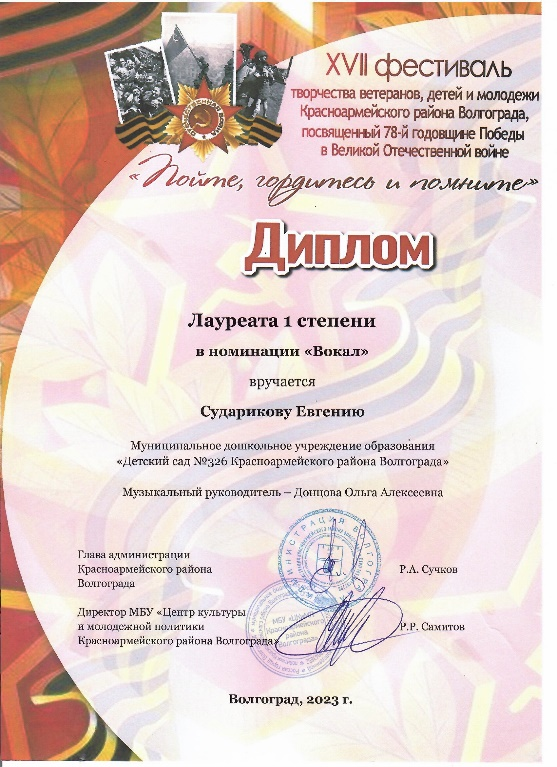 XVII фестиваль
творчества ветеранов, детей и молодежи
Красноармейского района Волгограда,
посвященный 78-й годовщине Победы
в Великой Отечественной войне
«Пойте, гордитесь и помните»
Диплом
Лауреата 1 степени
в номинации «Вокал»
вручается
Сударикову Евгению
Муниципальное дошкольное учреждение образования
«Детский сад №326 Красноармейского района Волгограда»
Музыкальный руководитель – Донцова Ольга Алексеевна
Глава администрации
Красноармейского района
Волгограда
Р.А. Сучков
Директор МБУ «Центр культуры
и молодежной политики
Красноармейского района Волгограда»
Р.Р. Самитов
Волгоград, 2023 г.